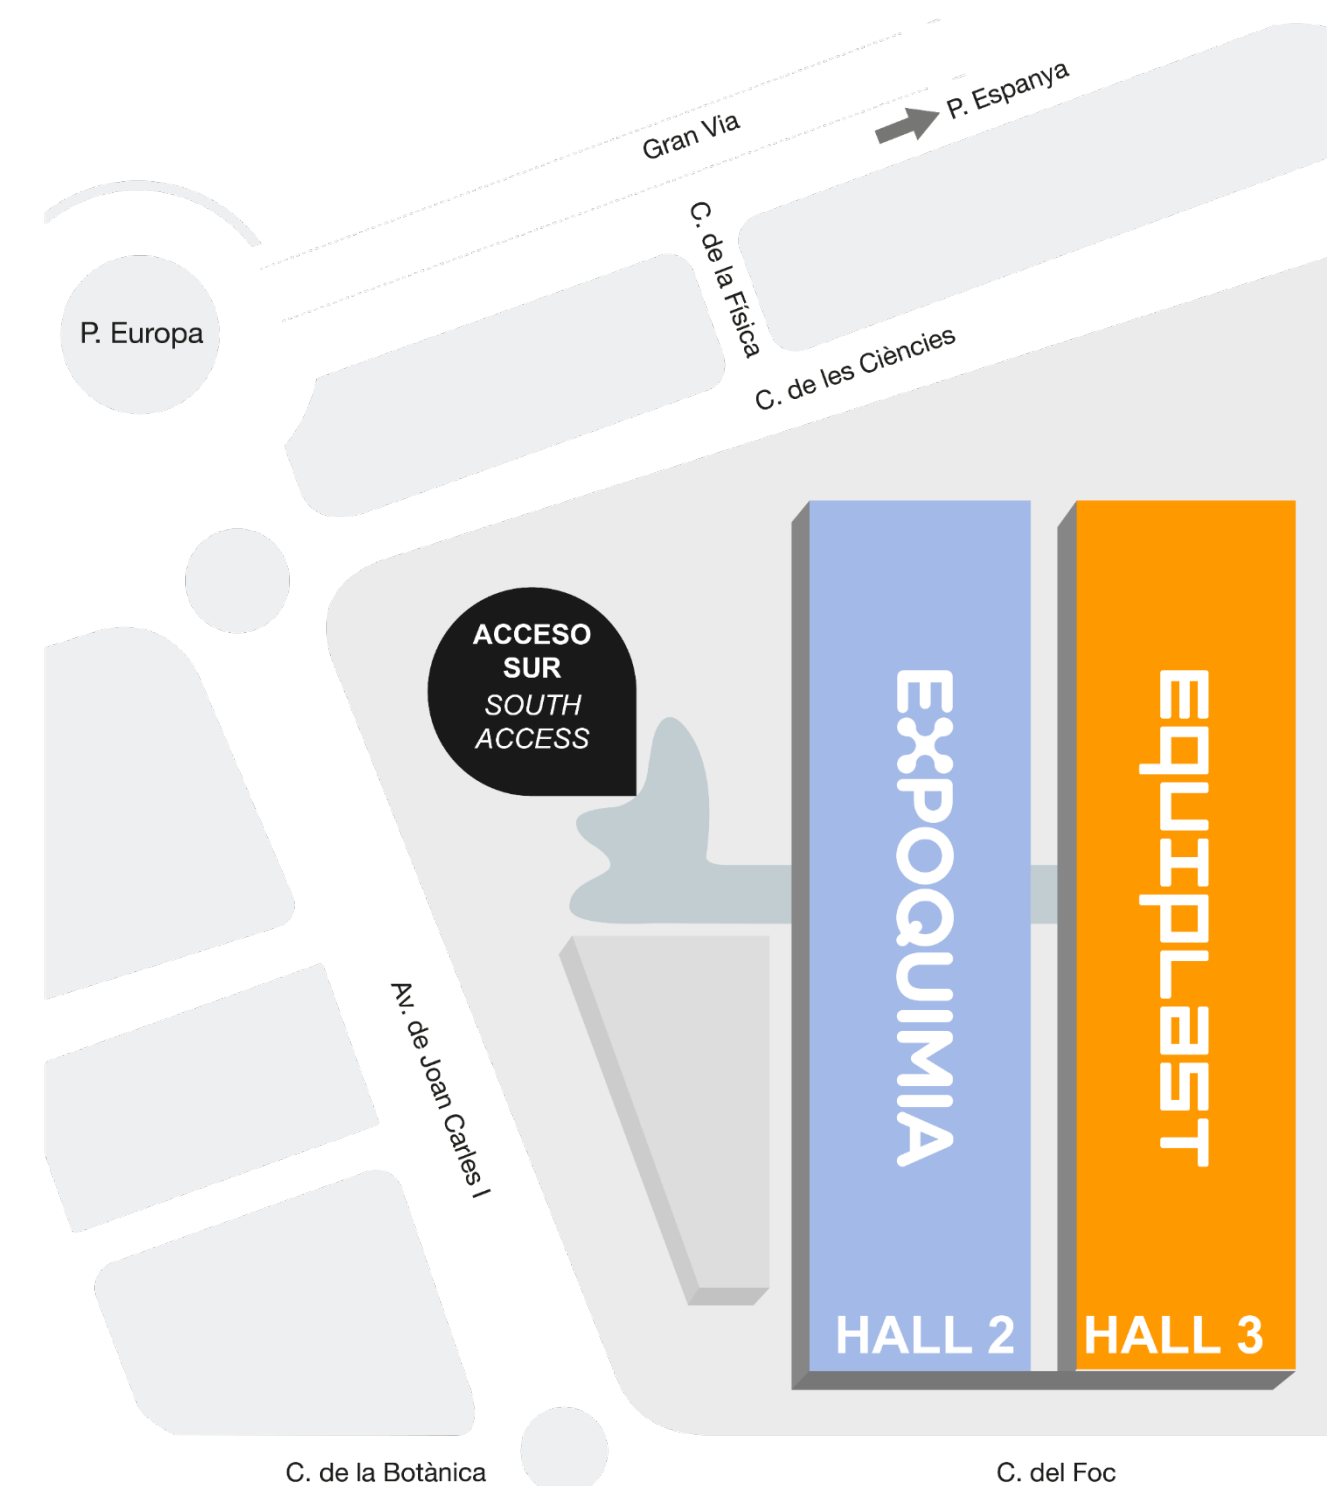 P. Espanya
Gran Via
C. de la Física
P. Europa
C. de les Ciències
ACCESO
SUR
SOUTH
ACCESS
EXPOQUIMIA
EQUIPLAST
Av. de Joan Carles I
HALL 2
HALL 3
C. de la Botànica
C. del Foc